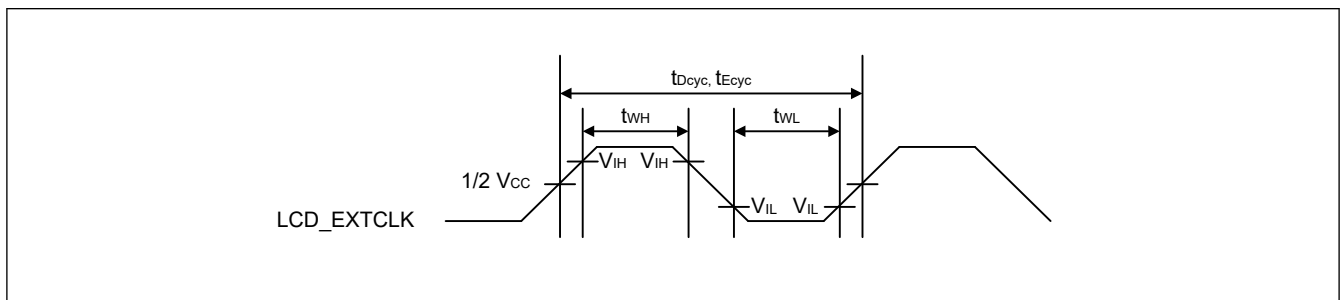 tDcyc, tEcyc
tWH
tWL
VIH VIH
1/2 VCC
VIL VIL
LCD_EXTCLK